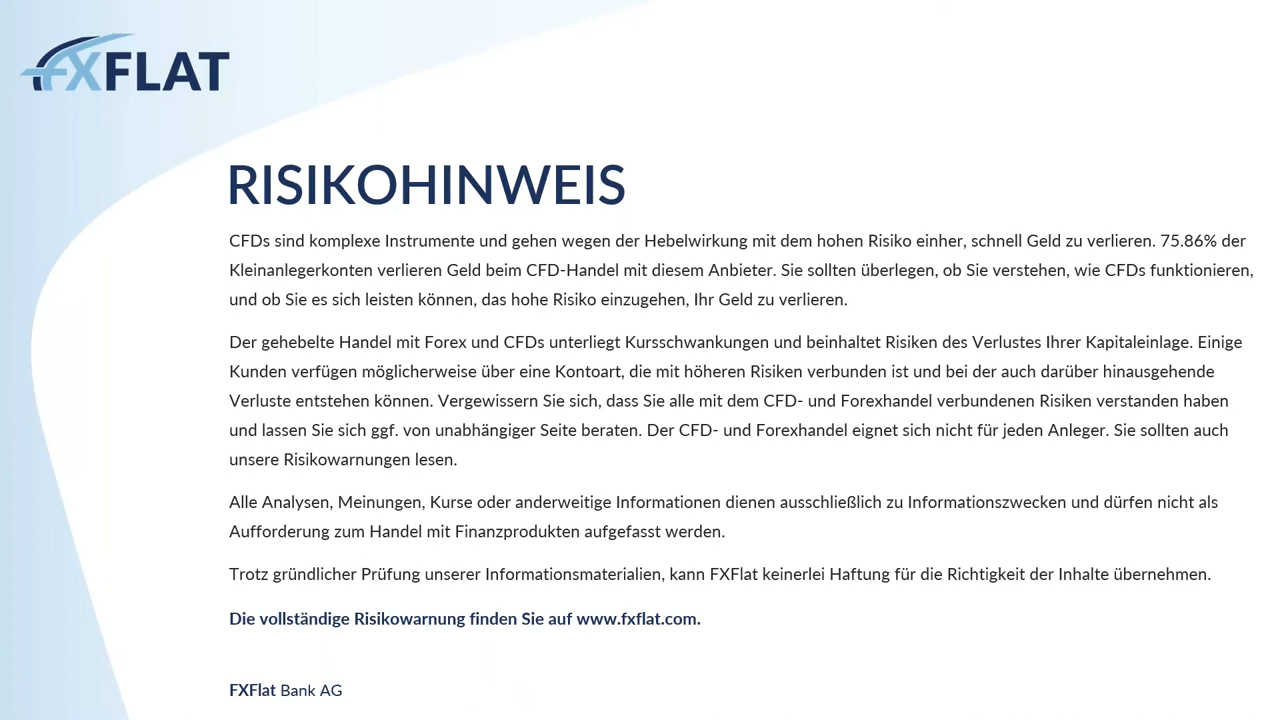 FXFLAT
RISIKOHINWEIS
CFDs sind komplexe Instrumente und gehen wegen der Hebelwirkung mit dem hohen Risiko einher, schnell Geld zu verlieren. 75.86% der
Kleinanlegerkonten verlieren Geld beim CFD-Handel mit diesem Anbieter. Sie sollten überlegen, ob Sie verstehen, wie CFDs funktionieren,
und ob Sie es sich leisten können, das hohe Risiko einzugehen, Ihr Geld zu verlieren.
Der gehebelte Handel mit Forex und CFDs unterliegt Kursschwankungen und beinhaltet Risiken des Verlustes Ihrer Kapitaleinlage. Einige
Kunden verfügen möglicherweise über eine Kontoart, die mit höheren Risiken verbunden ist und bei der auch darüber hinausgehende
Verluste entstehen können. Vergewissern Sie sich, dass Sie alle mit dem CFD- und Forexhandel verbundenen Risiken verstanden haben
und lassen Sie sich ggf. von unabhängiger Seite beraten. Der CFD- und Forexhandel eignet sich nicht für jeden Anleger. Sie sollten auch
unsere Risikowarnungen lesen.
Alle Analysen, Meinungen, Kurse oder anderweitige Informationen dienen ausschließlich zu Informationszwecken und dürfen nicht als
Aufforderung zum Handel mit Finanzprodukten aufgefasst werden.
Trotz gründlicher Prüfung unserer Informationsmaterialien, kann FXFlat keinerlei Haftung für die Richtigkeit der Inhalte übernehmen.
Die vollständige Risikowarnung finden Sie auf www.fxflat.com.
FXFlat Bank AG